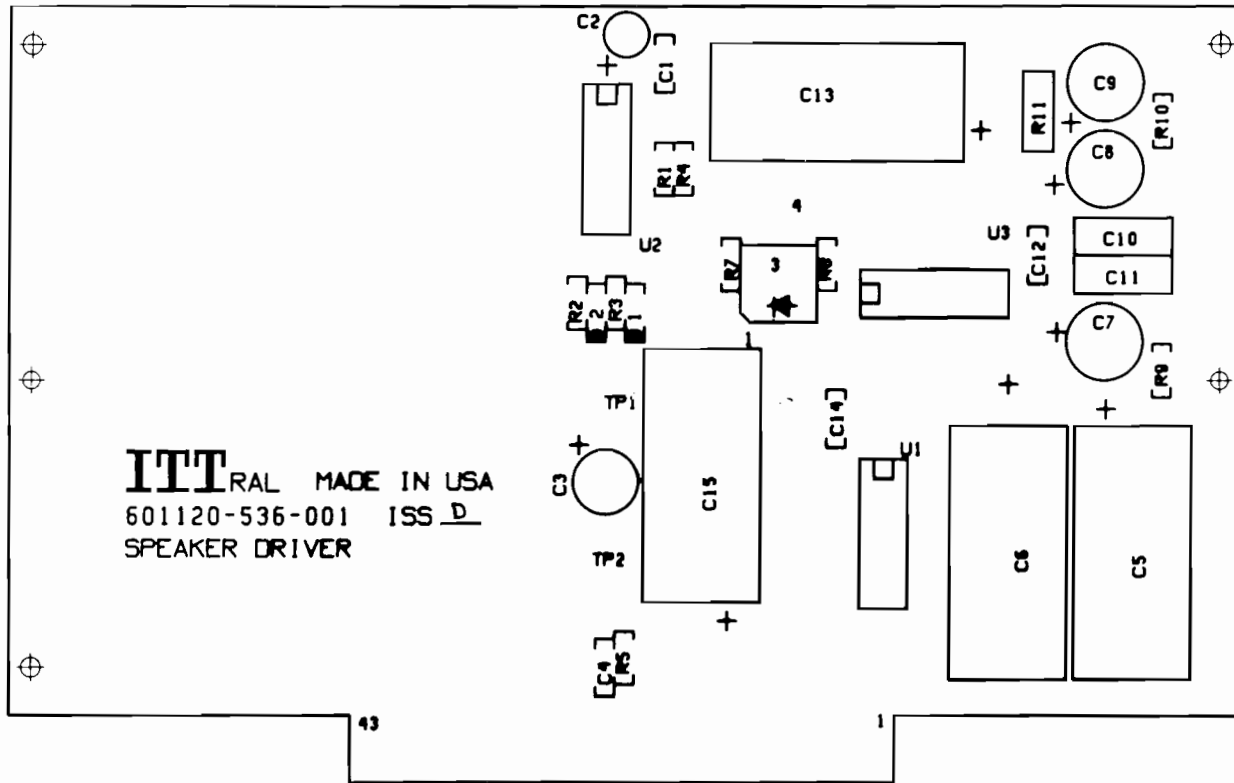 C2
C1
C13
R11
C9
R10
C8
R1
R4
4
U2
U3
C12
C10
C11
R7
3
R2
2
R3
1
1
C7
R9
TP1
C14
U1
C3
C15
C6
C5
ITTRAL MADE IN USA
601120-536-001 ISS D
SPEAKER DRIVER
TP2
C4
R5
43
1